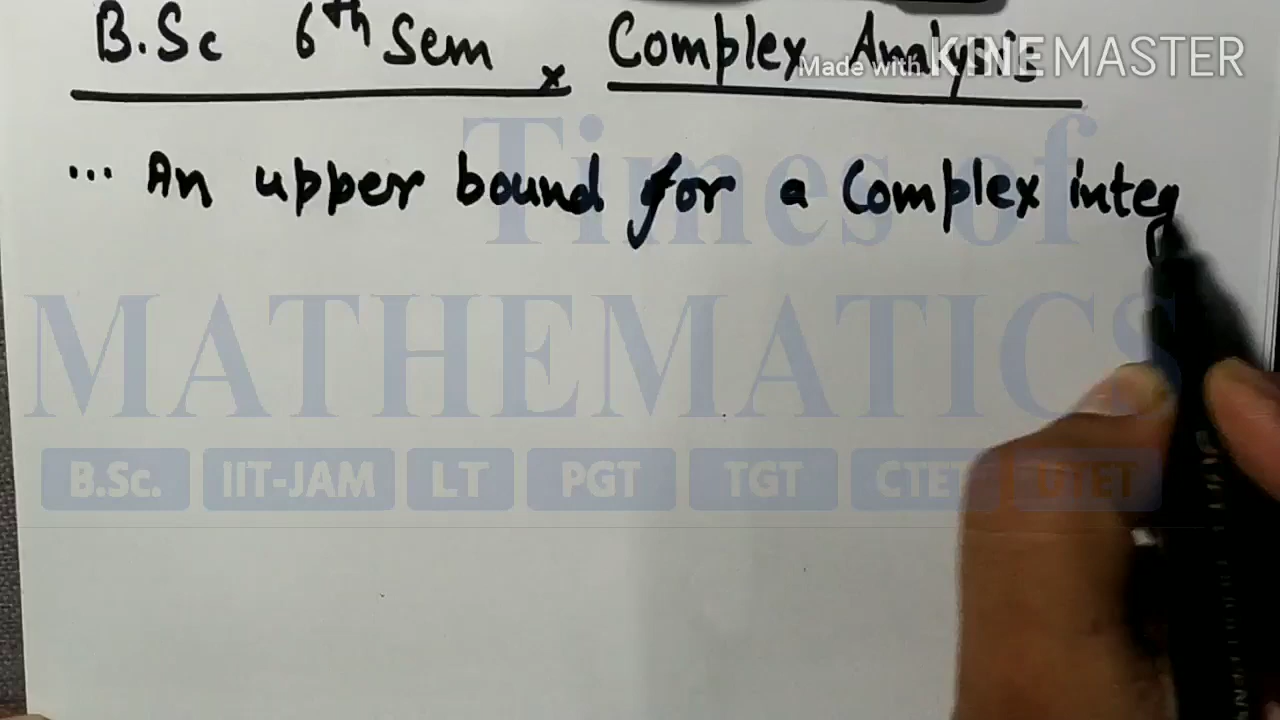 B.Sc 6th Sem x Complex Analysis
Made with KINEMASTER
... An upper bound for a Complex integ
Times of
MATHEMATICS
B.Sc. IIT-JAM LT PGT TGT CTET UTET